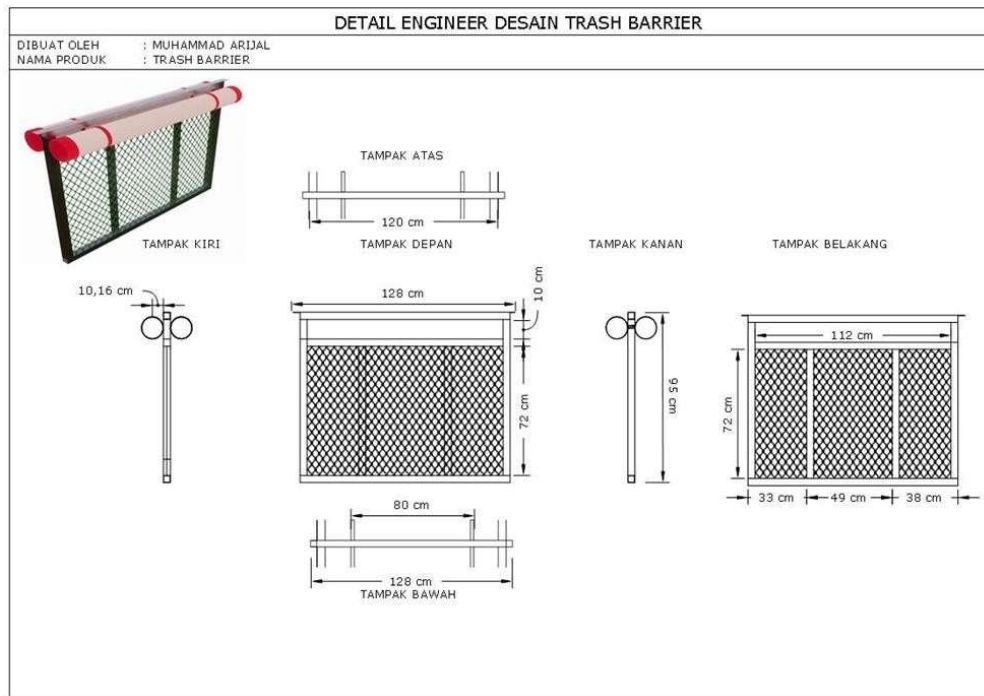 DETAIL ENGINEER DESAIN TRASH BARRIER
DIBUAT OLEH : MUHAMMAD ARIJAL
NAMA PRODUK : TRASH BARRIER
TAMPAK ATAS
120 cm
TAMPAK KIRI
TAMPAK DEPAN
TAMPAK KANAN
TAMPAK BELAKANG
10,16 cm
128 cm
10 cm
72 cm
95 cm
112 cm
72 cm
33 cm
49 cm
38 cm
80 cm
128 cm
TAMPAK BAWAH